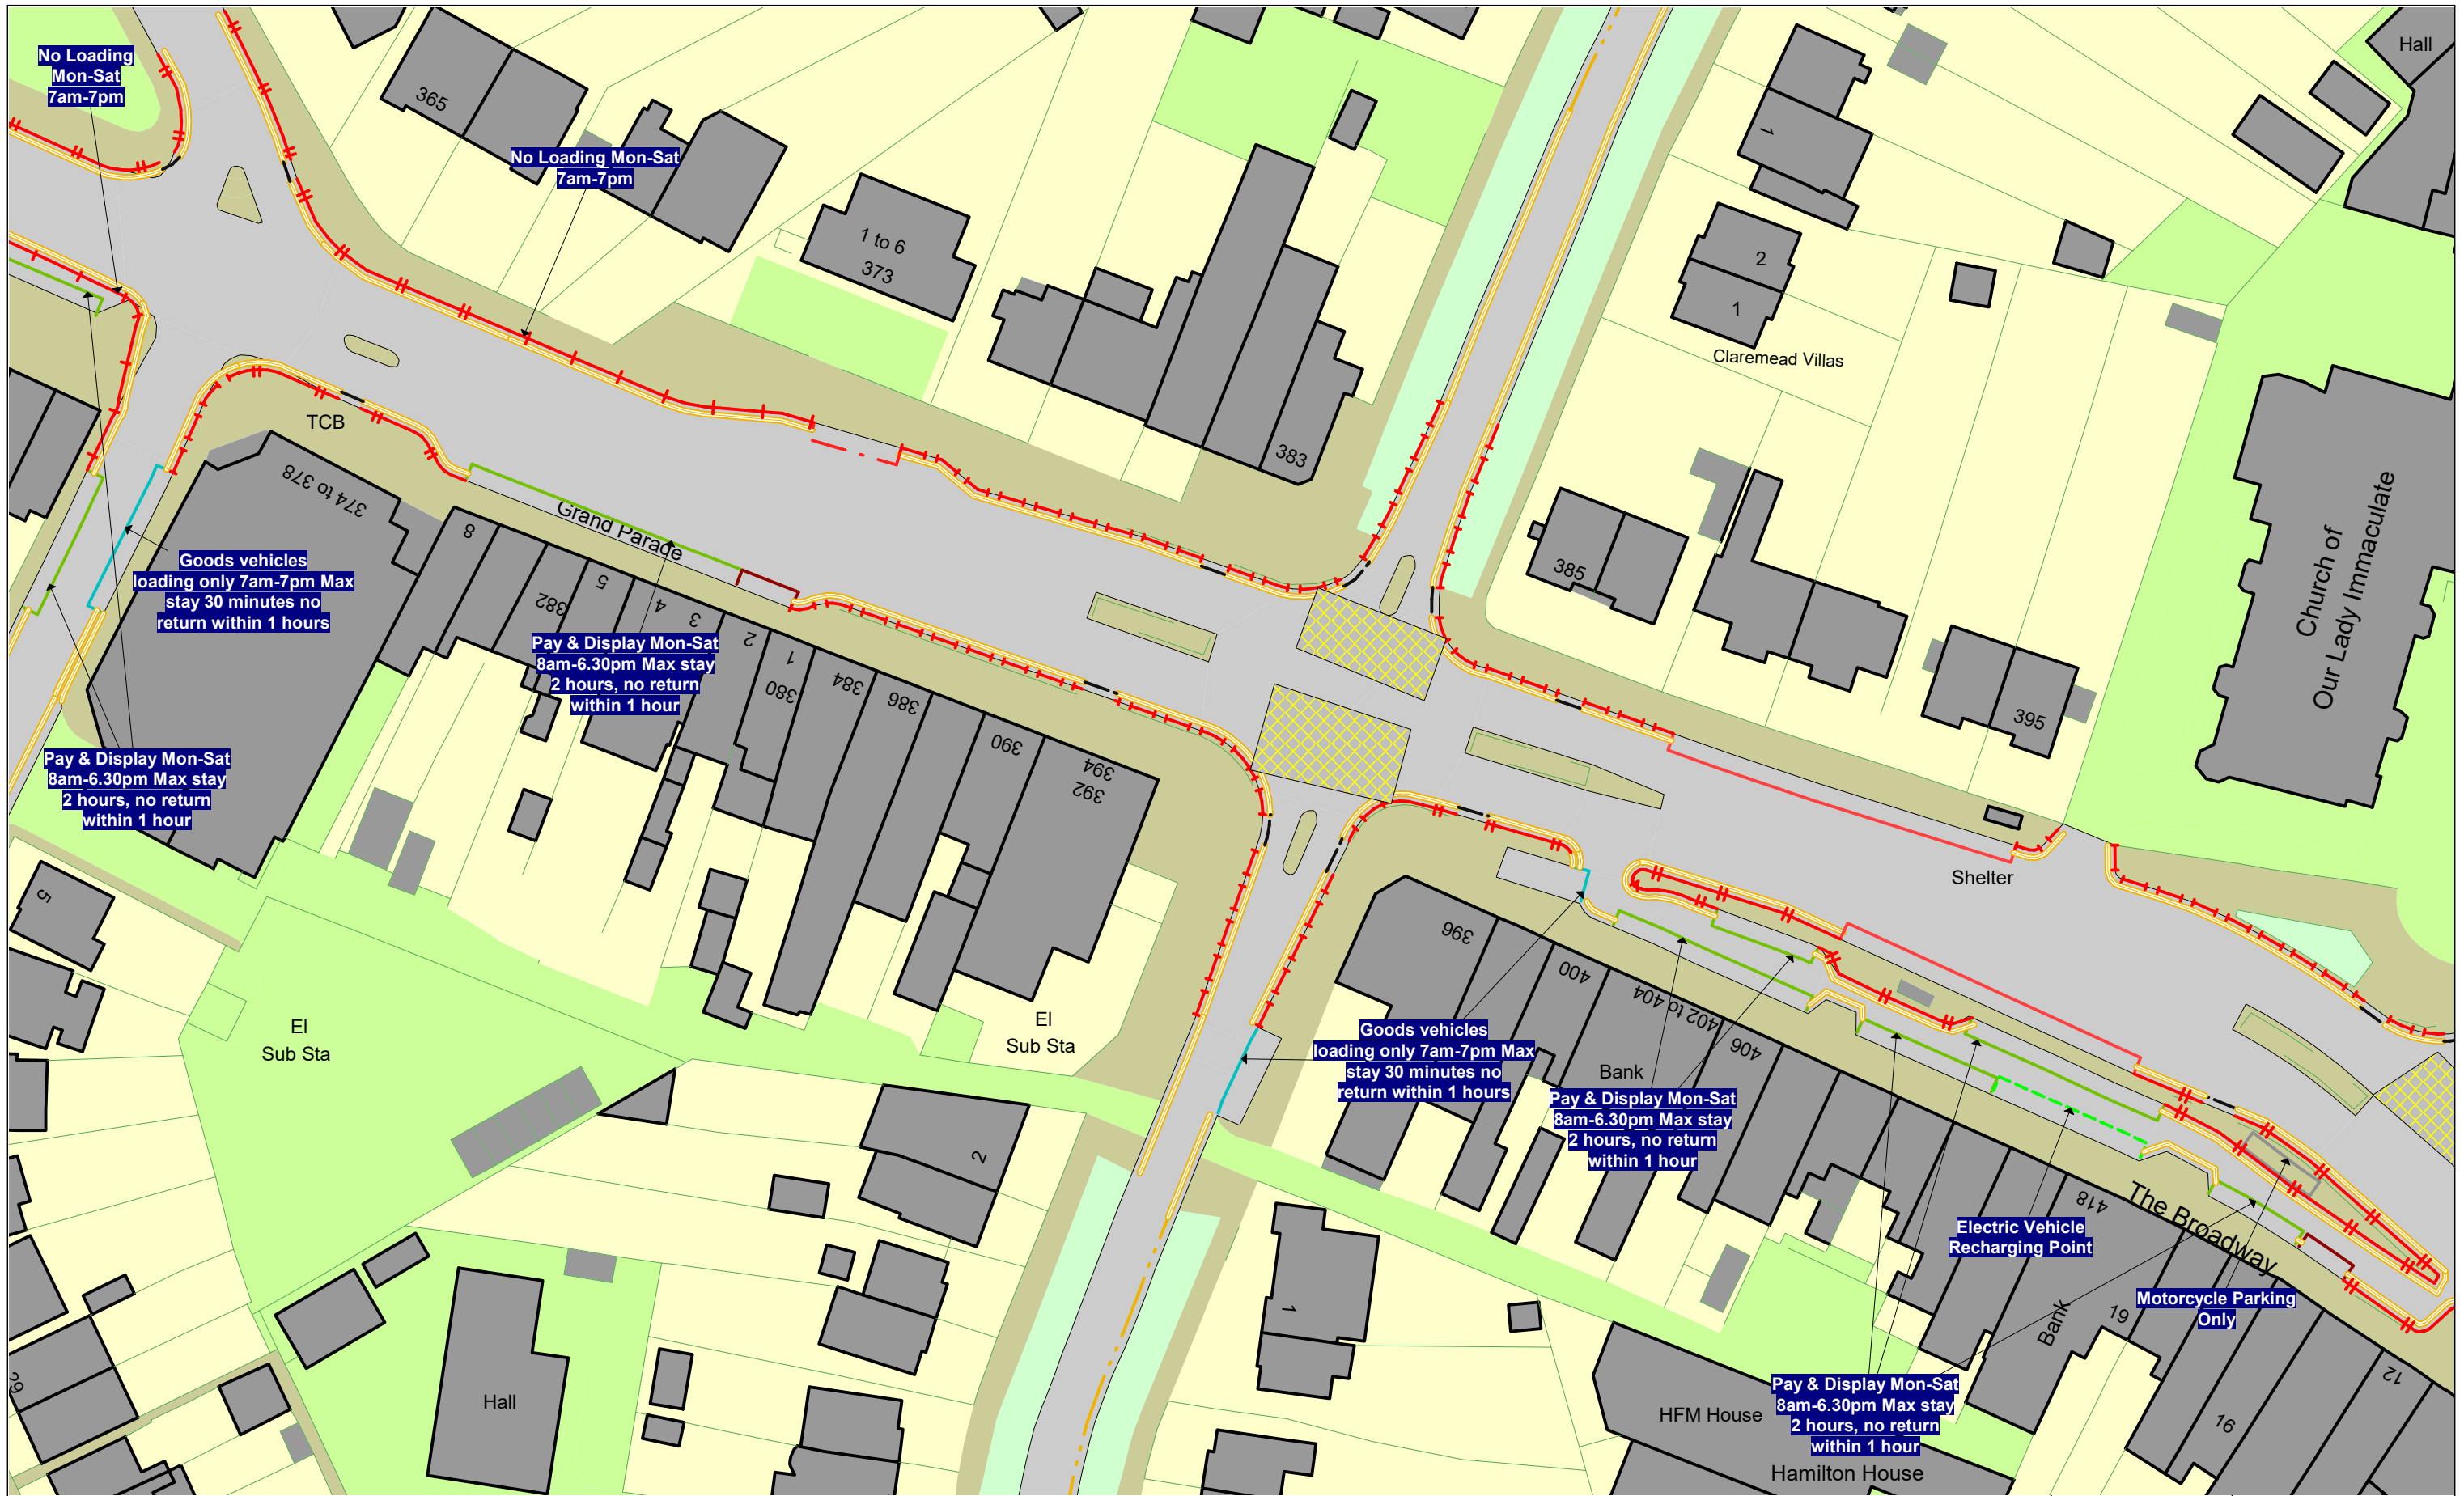 No Loading
Mon-Sat
7am-7pm
365
No Loading Mon-Sat
7am-7pm
1 to 6
373
383
1
2
1
Claremead Villas
Hall
TCB
374 to 378
Grand Parade
8
382
5
4
3
2
1
380
384
386
390
394
392
385
395
Church of
Our Lady Immaculate
Goods vehicles
loading only 7am-7pm Max
stay 30 minutes no
return within 1 hours
Pay & Display Mon-Sat
8am-6.30pm Max stay
2 hours, no return
within 1 hour
Pay & Display Mon-Sat
8am-6.30pm Max stay
2 hours, no return
within 1 hour
Shelter
5
El
Sub Sta
El
Sub Sta
396
400
402 to 404
406
Bank
Goods vehicles
loading only 7am-7pm Max
stay 30 minutes no
return within 1 hours
Pay & Display Mon-Sat
8am-6.30pm Max stay
2 hours, no return
within 1 hour
2
418
The Broadway
Electric Vehicle
Recharging Point
Motorcycle Parking
Only
1
Bank
19
16
12
29
Hall
Pay & Display Mon-Sat
8am-6.30pm Max stay
2 hours, no return
within 1 hour
HFM House
Hamilton House